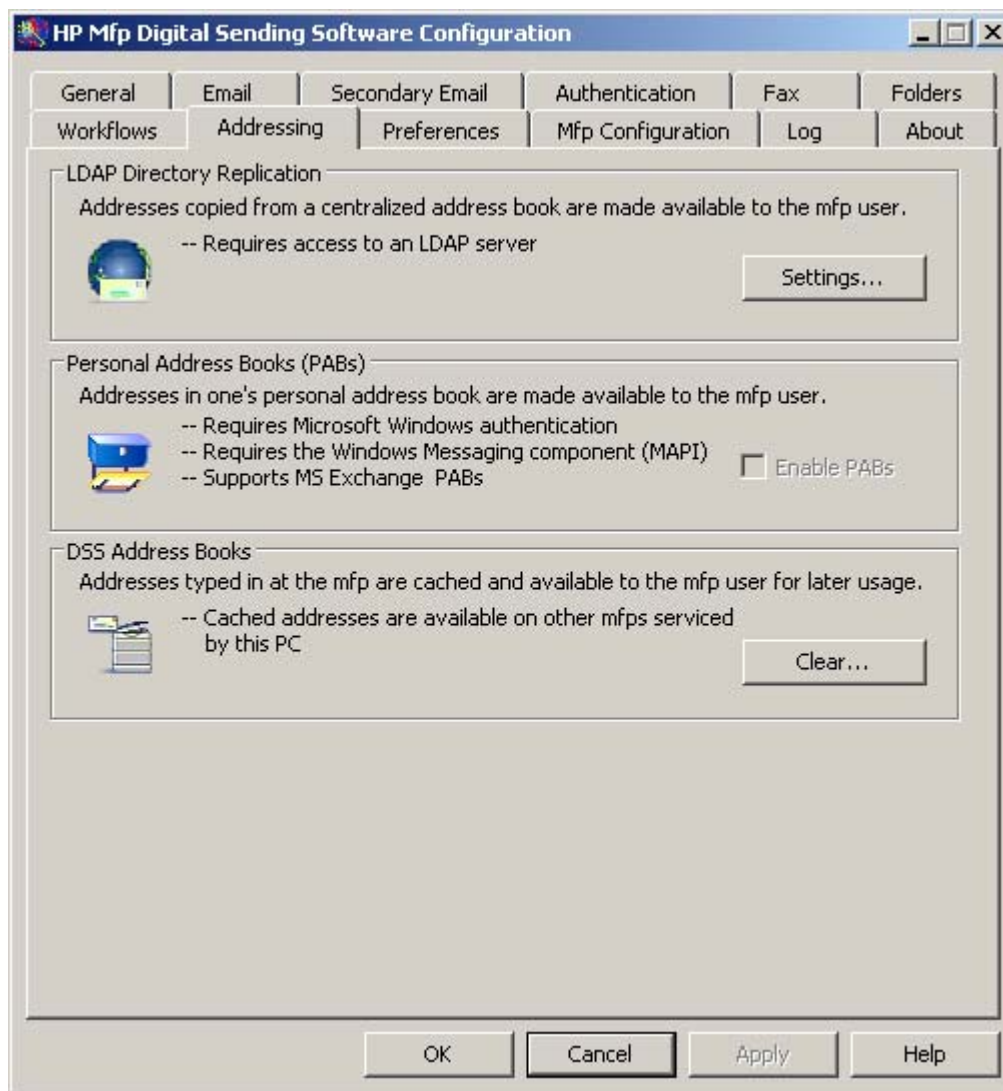 HP Mfp Digital Sending Software Configuration
General Email Secondary Email Authentication Fax Folders
Workflows Addressing Preferences Mfp Configuration Log About
LDAP Directory Replication
Addresses copied from a centralized address book are made available to the mfp user.
-- Requires access to an LDAP server
Settings...
Personal Address Books (PABs)
Addresses in one's personal address book are made available to the mfp user.
-- Requires Microsoft Windows authentication
-- Requires the Windows Messaging component (MAPI)
-- Supports MS Exchange PABs
Enable PABs
DSS Address Books
Addresses typed in at the mfp are cached and available to the mfp user for later usage.
-- Cached addresses are available on other mfps serviced
by this PC
Clear...
OK Cancel Apply Help